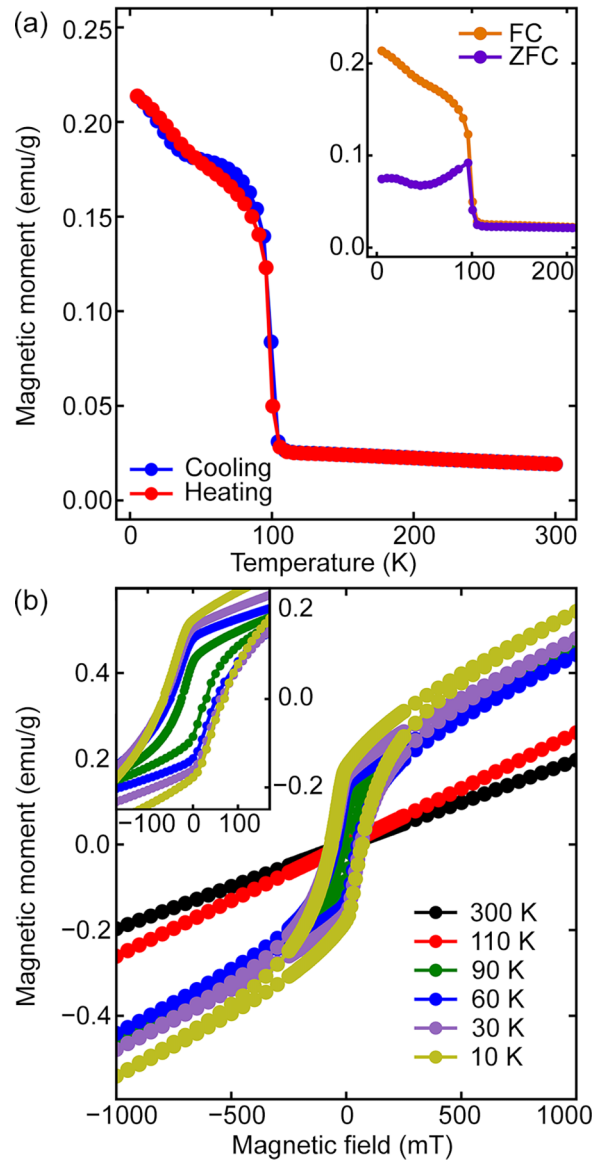 (a)
0.25
0.20
0.15
0.10
0.05
0.00
Magnetic moment (emu/g)
FC
ZFC
0.2
0.1
0.0
0 100 200
Cooling
Heating
0 100 200 300
Temperature (K)
(b)
0.4
0.2
0.0
−0.2
−0.4
Magnetic moment (emu/g)
0.2
0.0
−0.2
−100 0 100
300 K
110 K
90 K
60 K
30 K
10 K
−1000 −500 0 500 1000
Magnetic field (mT)